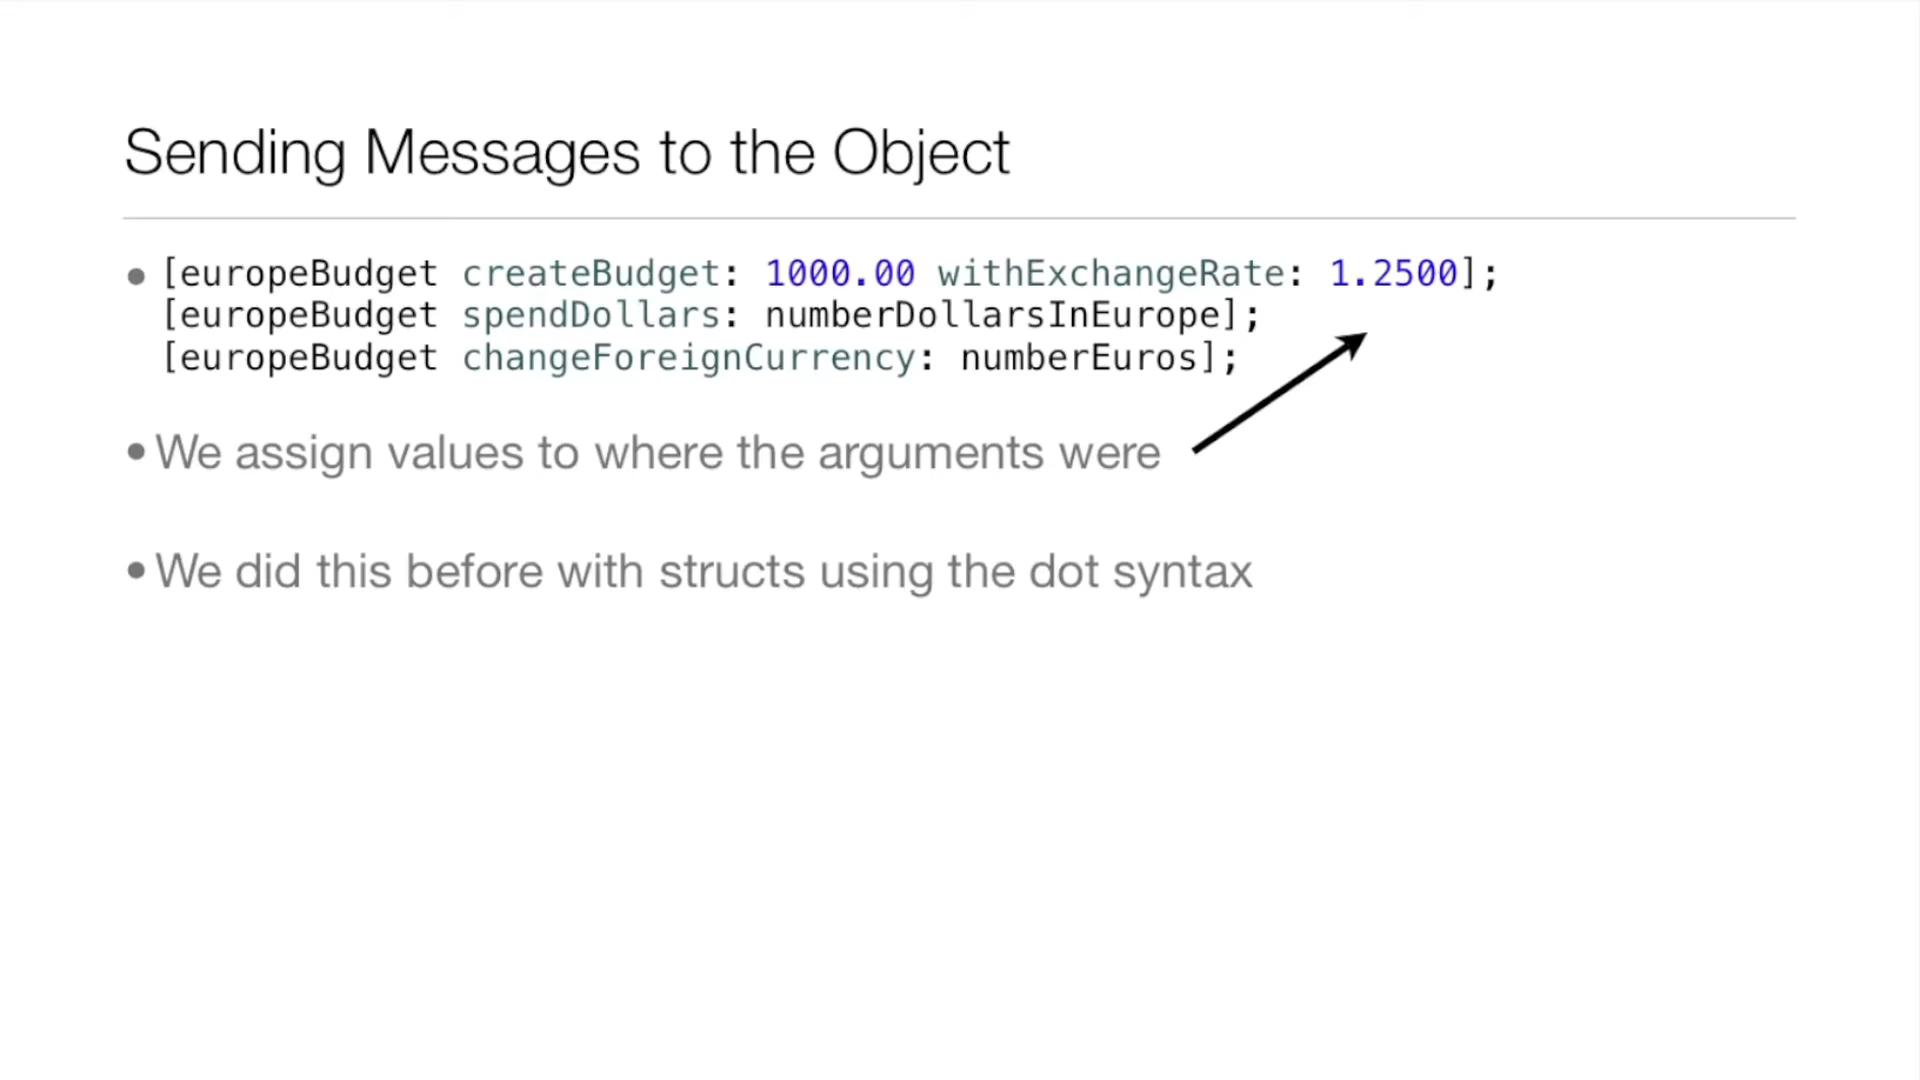 Sending Messages to the Object
• [europeBudget createBudget: 1000.00 withExchangeRate: 1.2500];
[europeBudget spendDollars: numberDollarsInEurope];
[europeBudget changeForeignCurrency: numberEuros];
• We assign values to where the arguments were
• We did this before with structs using the dot syntax